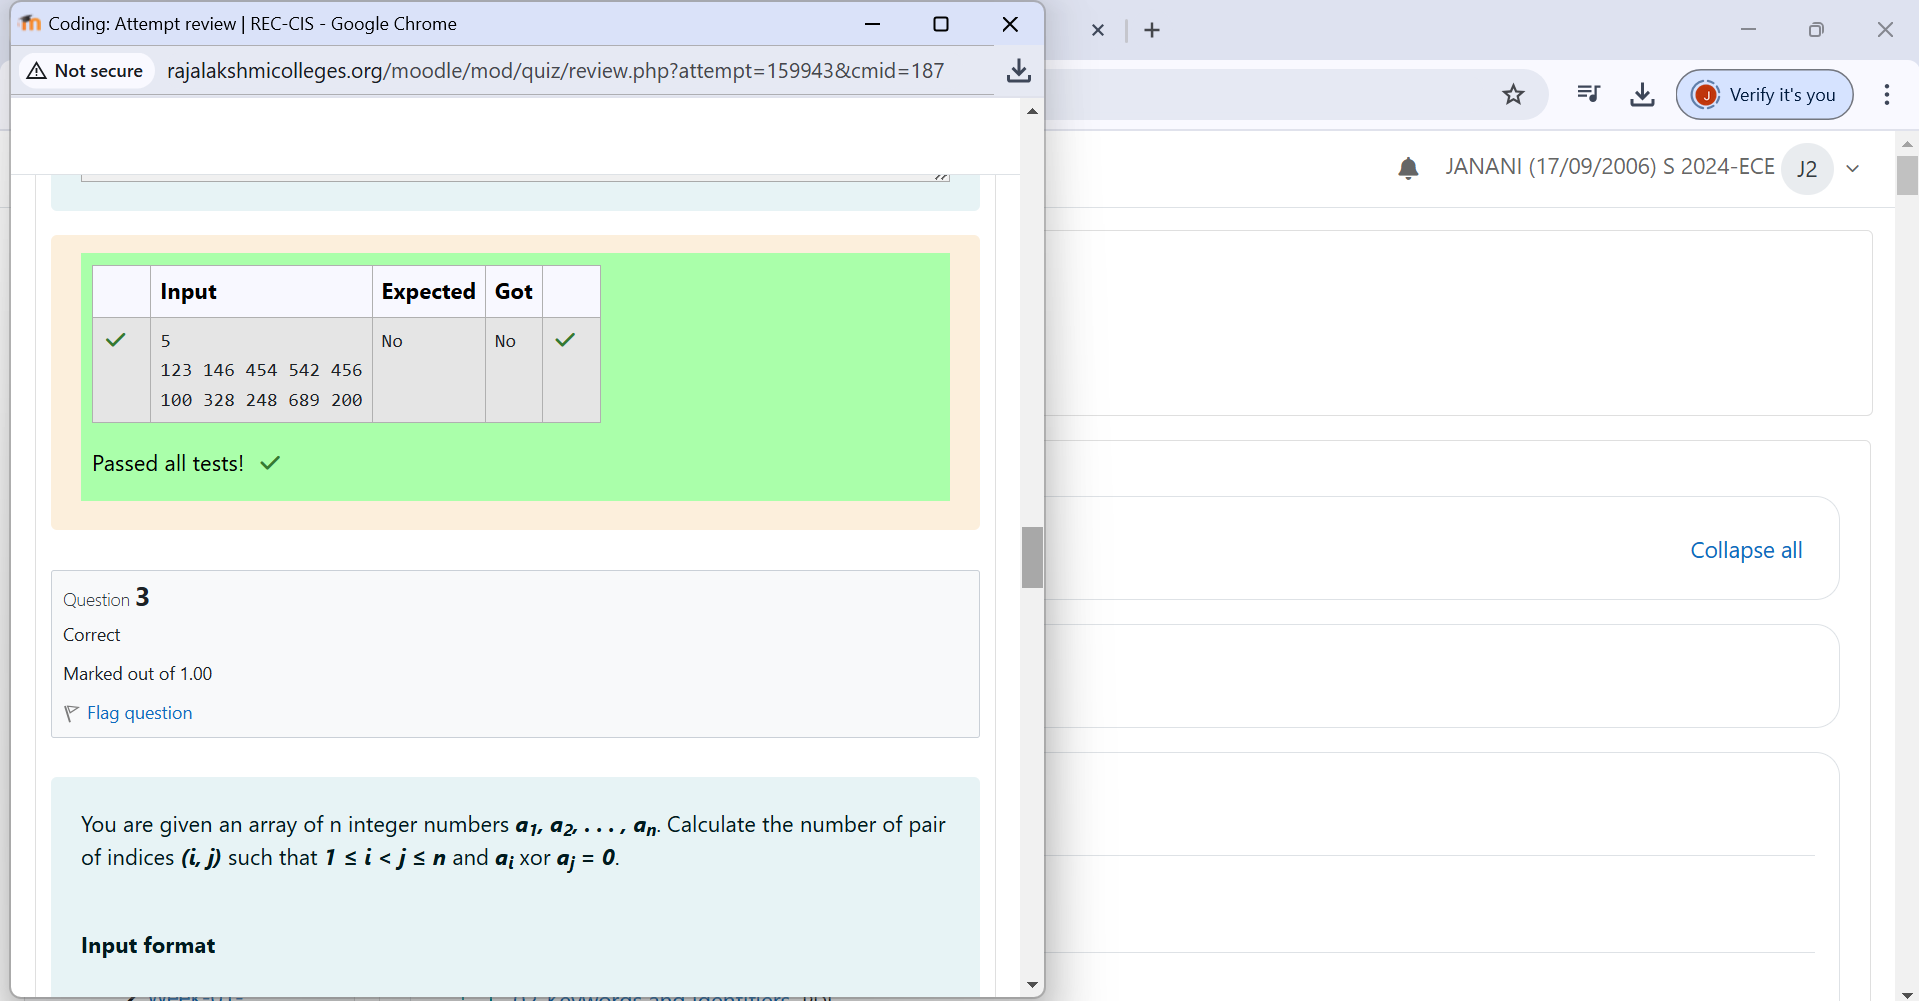 Coding: Attempt review | REC-CIS - Google Chrome
Not secure
rajalakshmicolleges.org/moodle/mod/quiz/review.php?attempt=159943&cmid=187
J
Verify it's you
JANANI (17/09/2006) S 2024-ECE
J2
Input Expected Got
5 No No
123 146 454 542 456
100 328 248 689 200
Passed all tests!
Collapse all
Question 3
Correct
Marked out of 1.00
Flag question
You are given an array of n integer numbers a1, a2, . . . , an. Calculate the number of pair
of indices (i, j) such that 1 ≤ i < j ≤ n and ai xor aj = 0.
Input format